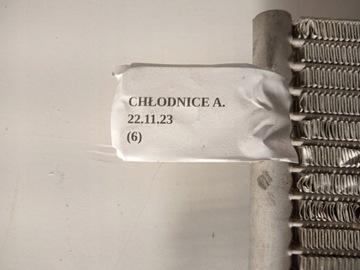 CHŁODNICE A.
22.11.23
(6)